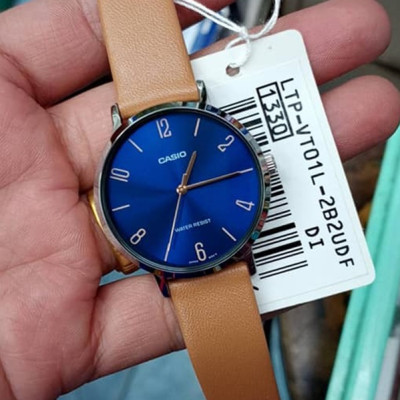 12
CASIO
10
2
8
4
6
WATER RESIST
LTP-VT01L-2B2UDF
1330
DI